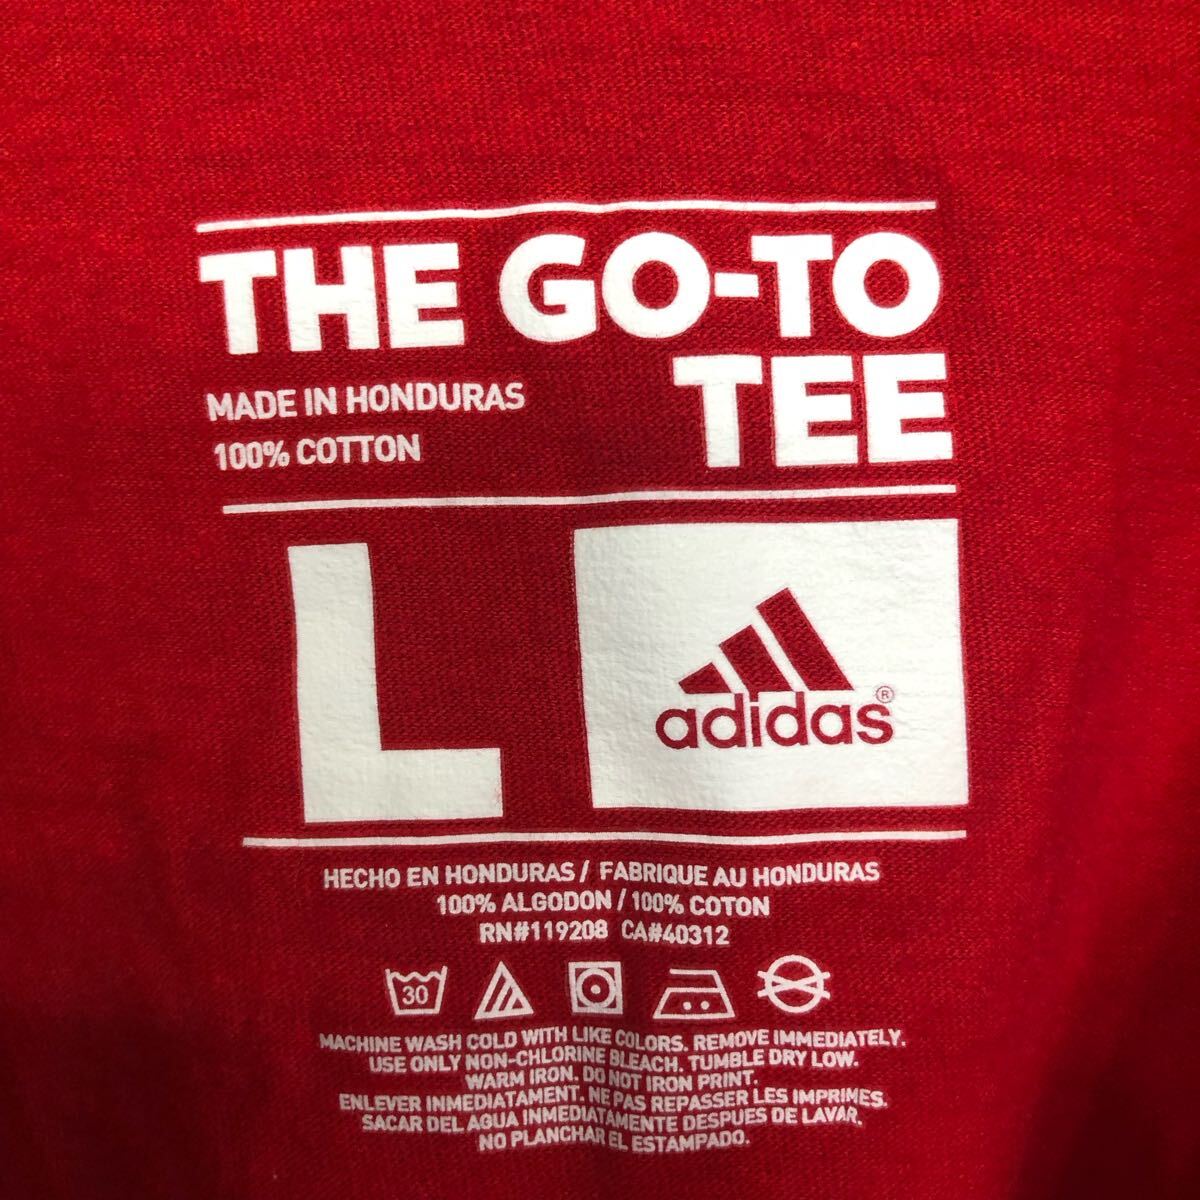 THE GO-TO
TEE
MADE IN HONDURAS
100% COTTON
L
adidas®
HECHO EN HONDURAS / FABRIQUE AU HONDURAS
100% ALGODON / 100% COTON
RN#119208 CA#40312
30
MACHINE WASH COLD WITH LIKE COLORS. REMOVE IMMEDIATELY.
USE ONLY NON-CHLORINE BLEACH. TUMBLE DRY LOW.
WARM IRON. DO NOT IRON PRINT.
ENLEVER INMEDIATAMENT. NE PAS REPASSER LES IMPRIMES.
SACAR DEL AGUA INMEDIATAMENTE DESPUES DE LAVAR.
NO PLANCHAR EL ESTAMPADO.